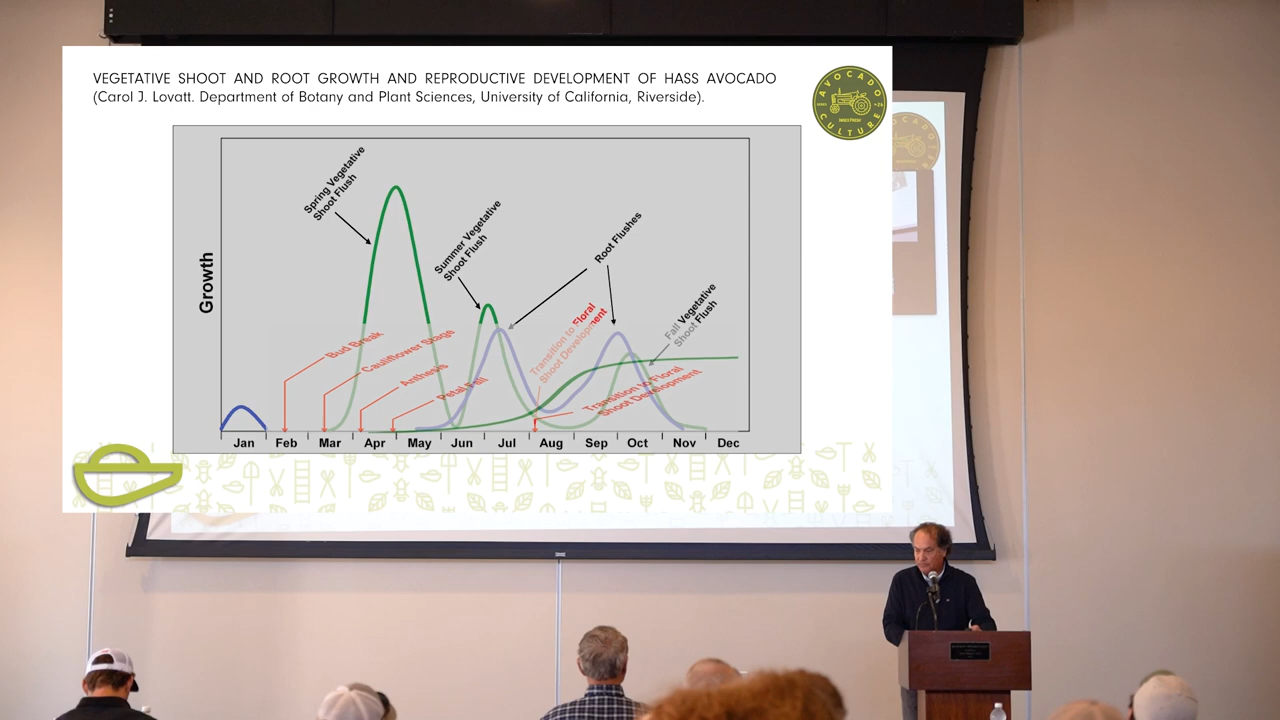 VEGETATIVE SHOOT AND ROOT GROWTH AND REPRODUCTIVE DEVELOPMENT OF HASS AVOCADO
(Carol J. Lovatt. Department of Botany and Plant Sciences, University of California, Riverside).
AVOCADO
CULTURE
Growth
Spring Vegetative
Shoot Flush
Summer Vegetative
Shoot Flush
Root Flushes
Fall Vegetative
Shoot Flush
Transition to Floral
Shoot Development
Bud Break
Cauliflower Stage
Anthesis
Petal Fall
Transition to Floral
Shoot Development
Jan Feb Mar Apr May Jun Jul Aug Sep Oct Nov Dec